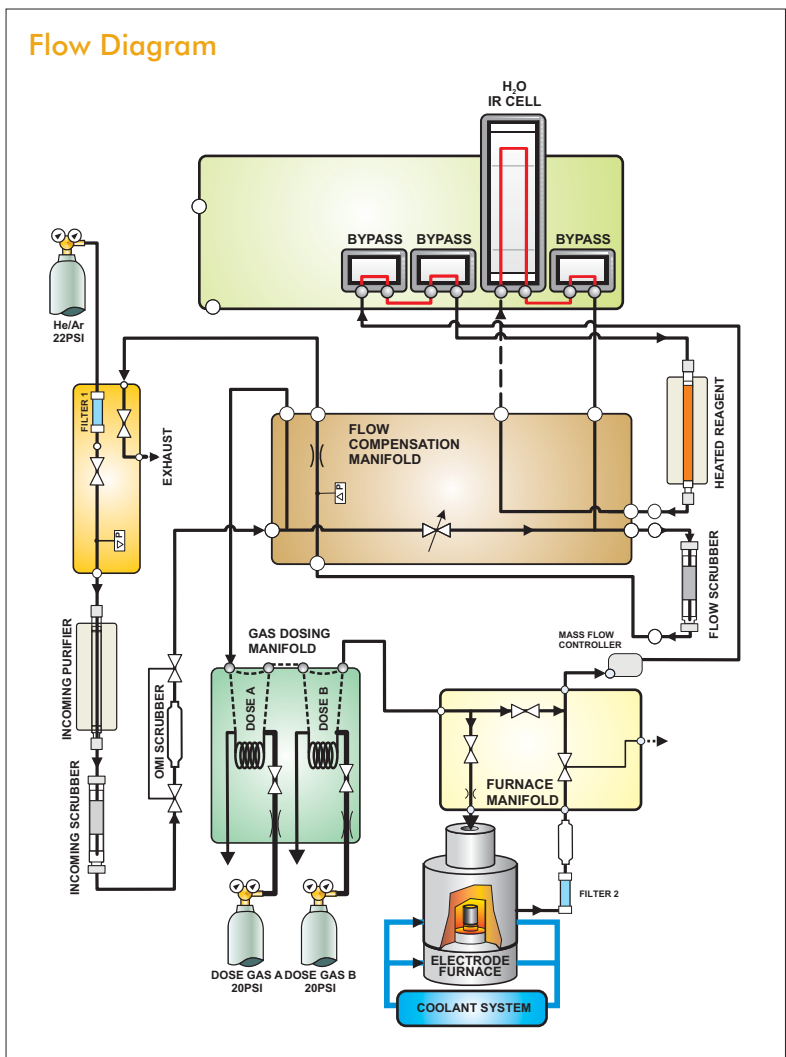 Flow Diagram
H₂O
IR CELL
BYPASS
BYPASS
BYPASS
He/Ar
22PSI
FILTER 1
EXHAUST
P
FLOW
COMPENSATION
MANIFOLD
P
HEATED REAGENT
FLOW SCRUBBER
INCOMING PURIFIER
OMI SCRUBBER
INCOMING SCRUBBER
GAS DOSING
MANIFOLD
DOSE A
DOSE B
MASS FLOW
CONTROLLER
FURNACE
MANIFOLD
FILTER 2
ELECTRODE
FURNACE
COOLANT SYSTEM
DOSE GAS A
20PSI
DOSE GAS B
20PSI